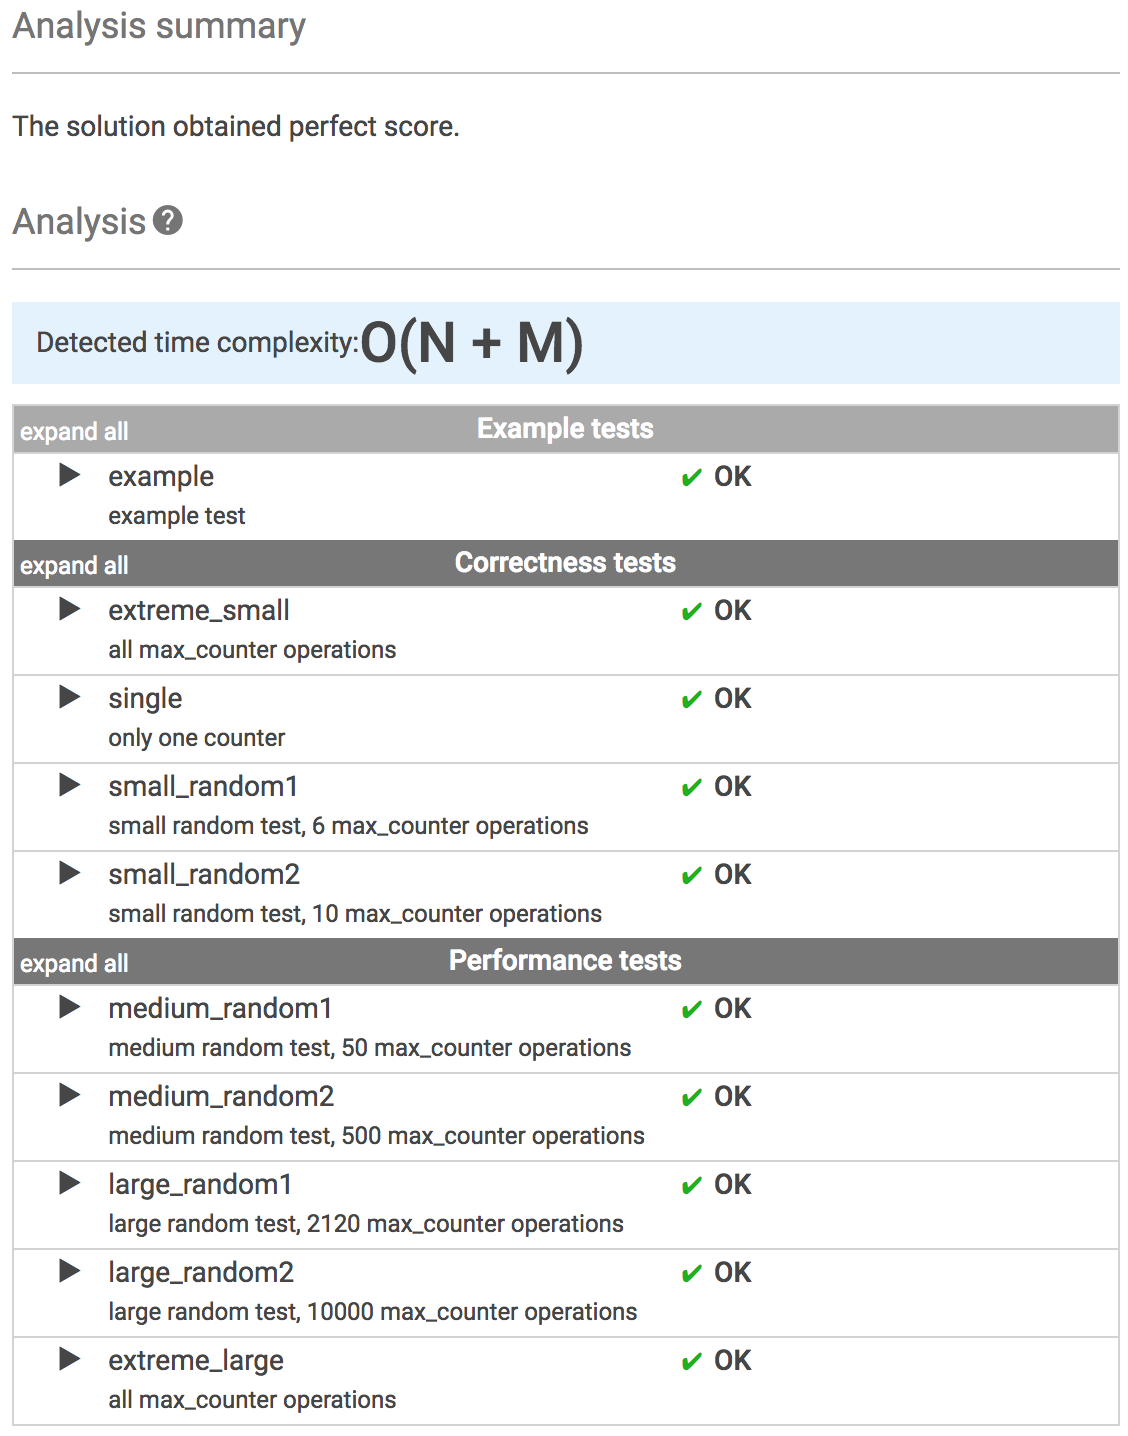 Analysis summary
The solution obtained perfect score.
Analysis ?
Detected time complexity: O(N + M)
expand all Example tests
example ✔ OK
example test
expand all Correctness tests
extreme_small ✔ OK
all max_counter operations
single ✔ OK
only one counter
small_random1 ✔ OK
small random test, 6 max_counter operations
small_random2 ✔ OK
small random test, 10 max_counter operations
expand all Performance tests
medium_random1 ✔ OK
medium random test, 50 max_counter operations
medium_random2 ✔ OK
medium random test, 500 max_counter operations
large_random1 ✔ OK
large random test, 2120 max_counter operations
large_random2 ✔ OK
large random test, 10000 max_counter operations
extreme_large ✔ OK
all max_counter operations